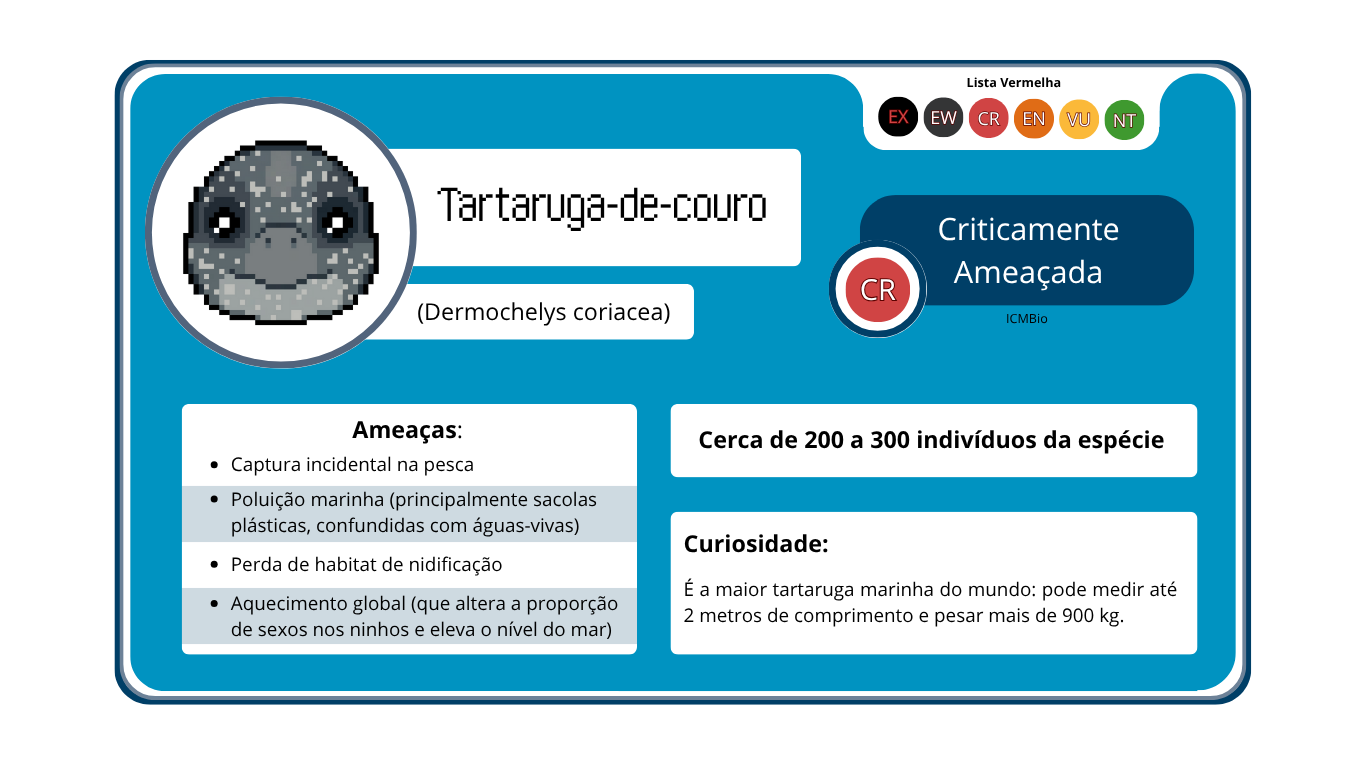 Lista Vermelha
EX EW CR EN VU NT
Tartaruga-de-couro
(Dermochelys coriacea)
Criticamente
Ameaçada
CR
ICMBio
Ameaças:
• Captura incidental na pesca
• Poluição marinha (principalmente sacolas
plásticas, confundidas com águas-vivas)
• Perda de habitat de nidificação
• Aquecimento global (que altera a proporção
de sexos nos ninhos e eleva o nível do mar)
Cerca de 200 a 300 indivíduos da espécie
Curiosidade:
É a maior tartaruga marinha do mundo: pode medir até
2 metros de comprimento e pesar mais de 900 kg.